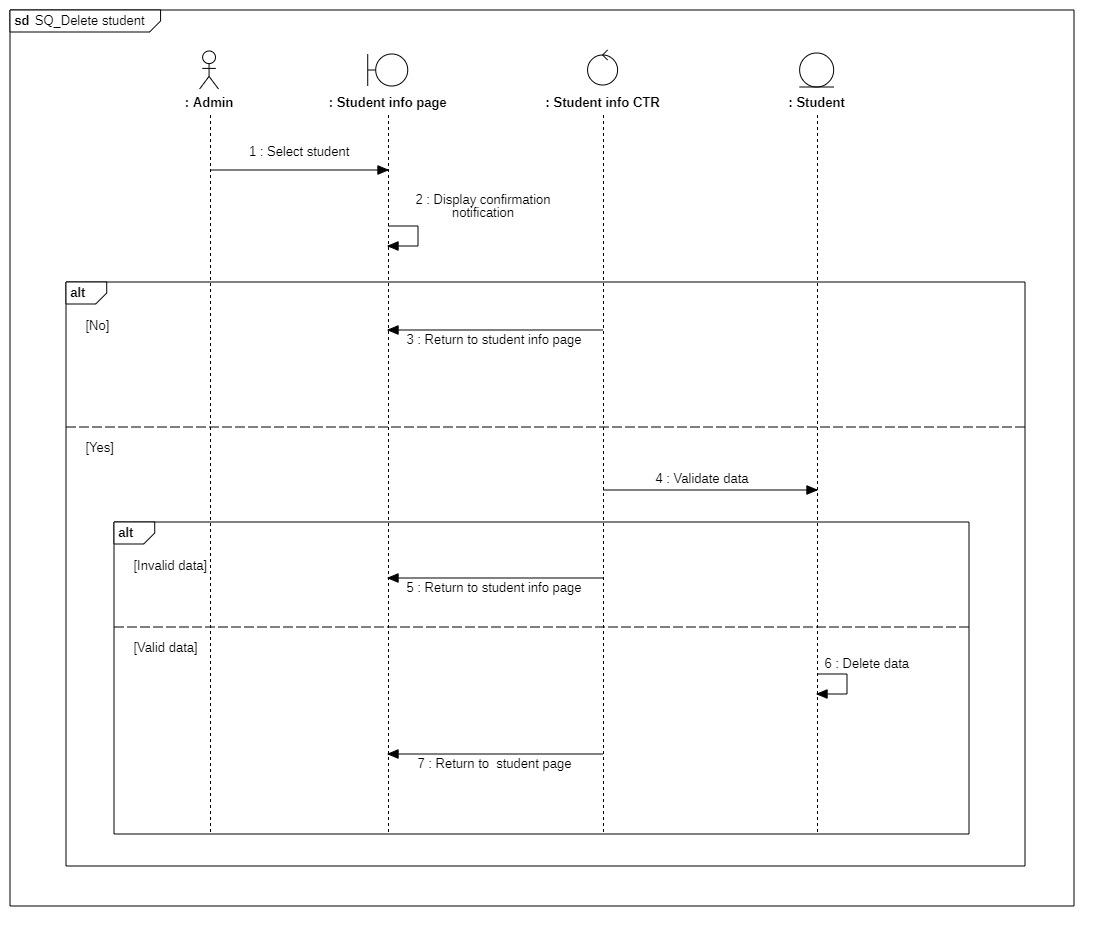 sd SQ_Delete student
: Admin
: Student info page
: Student info CTR
: Student
1 : Select student
2 : Display confirmation
notification
alt
[No]
3 : Return to student info page
[Yes]
4 : Validate data
alt
[Invalid data]
5 : Return to student info page
[Valid data]
6 : Delete data
7 : Return to  student page